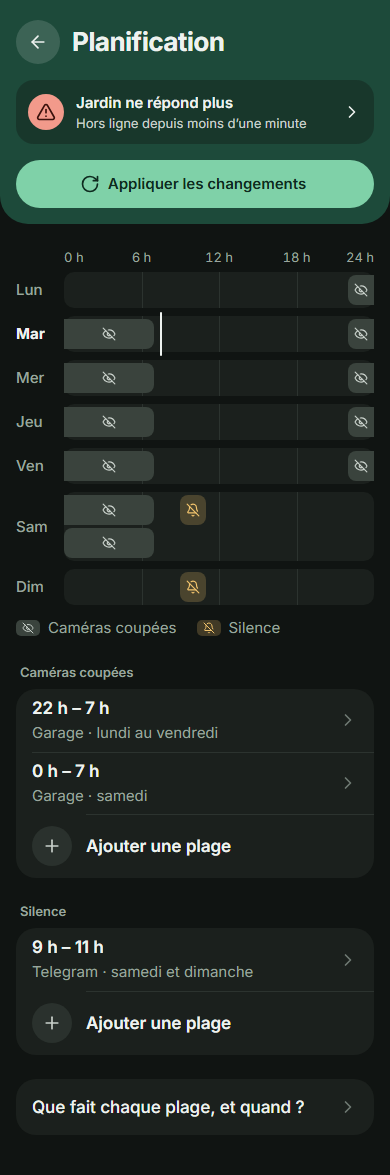 Planification
Jardin ne répond plus
Hors ligne depuis moins d’une minute
Appliquer les changements
0 h 6 h 12 h 18 h 24 h
Lun
Mar
Mer
Jeu
Ven
Sam
Dim
Caméras coupées Silence
Caméras coupées
22 h – 7 h
Garage · lundi au vendredi
0 h – 7 h
Garage · samedi
Ajouter une plage
Silence
9 h – 11 h
Telegram · samedi et dimanche
Ajouter une plage
Que fait chaque plage, et quand ?